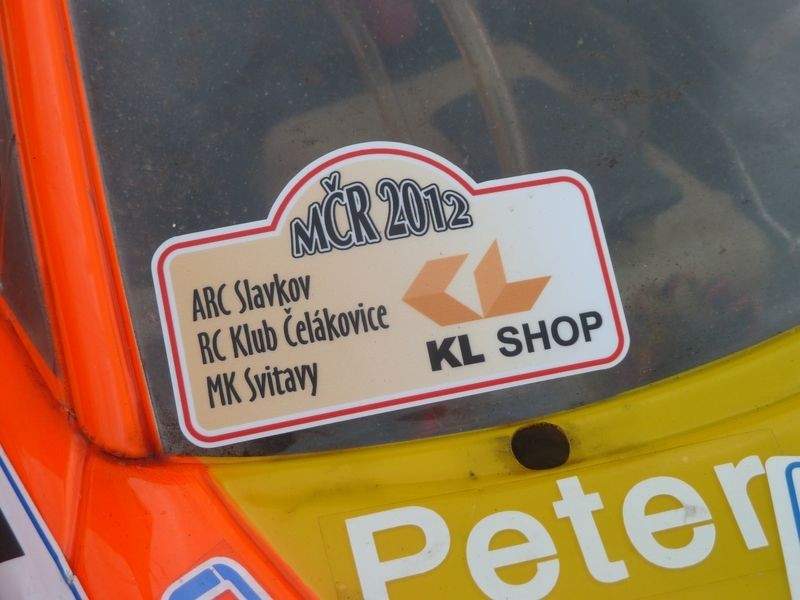 MČR 2012
ARC Slavkov
RC Klub Čelákovice
MK Svitavy
KL SHOP
Peter